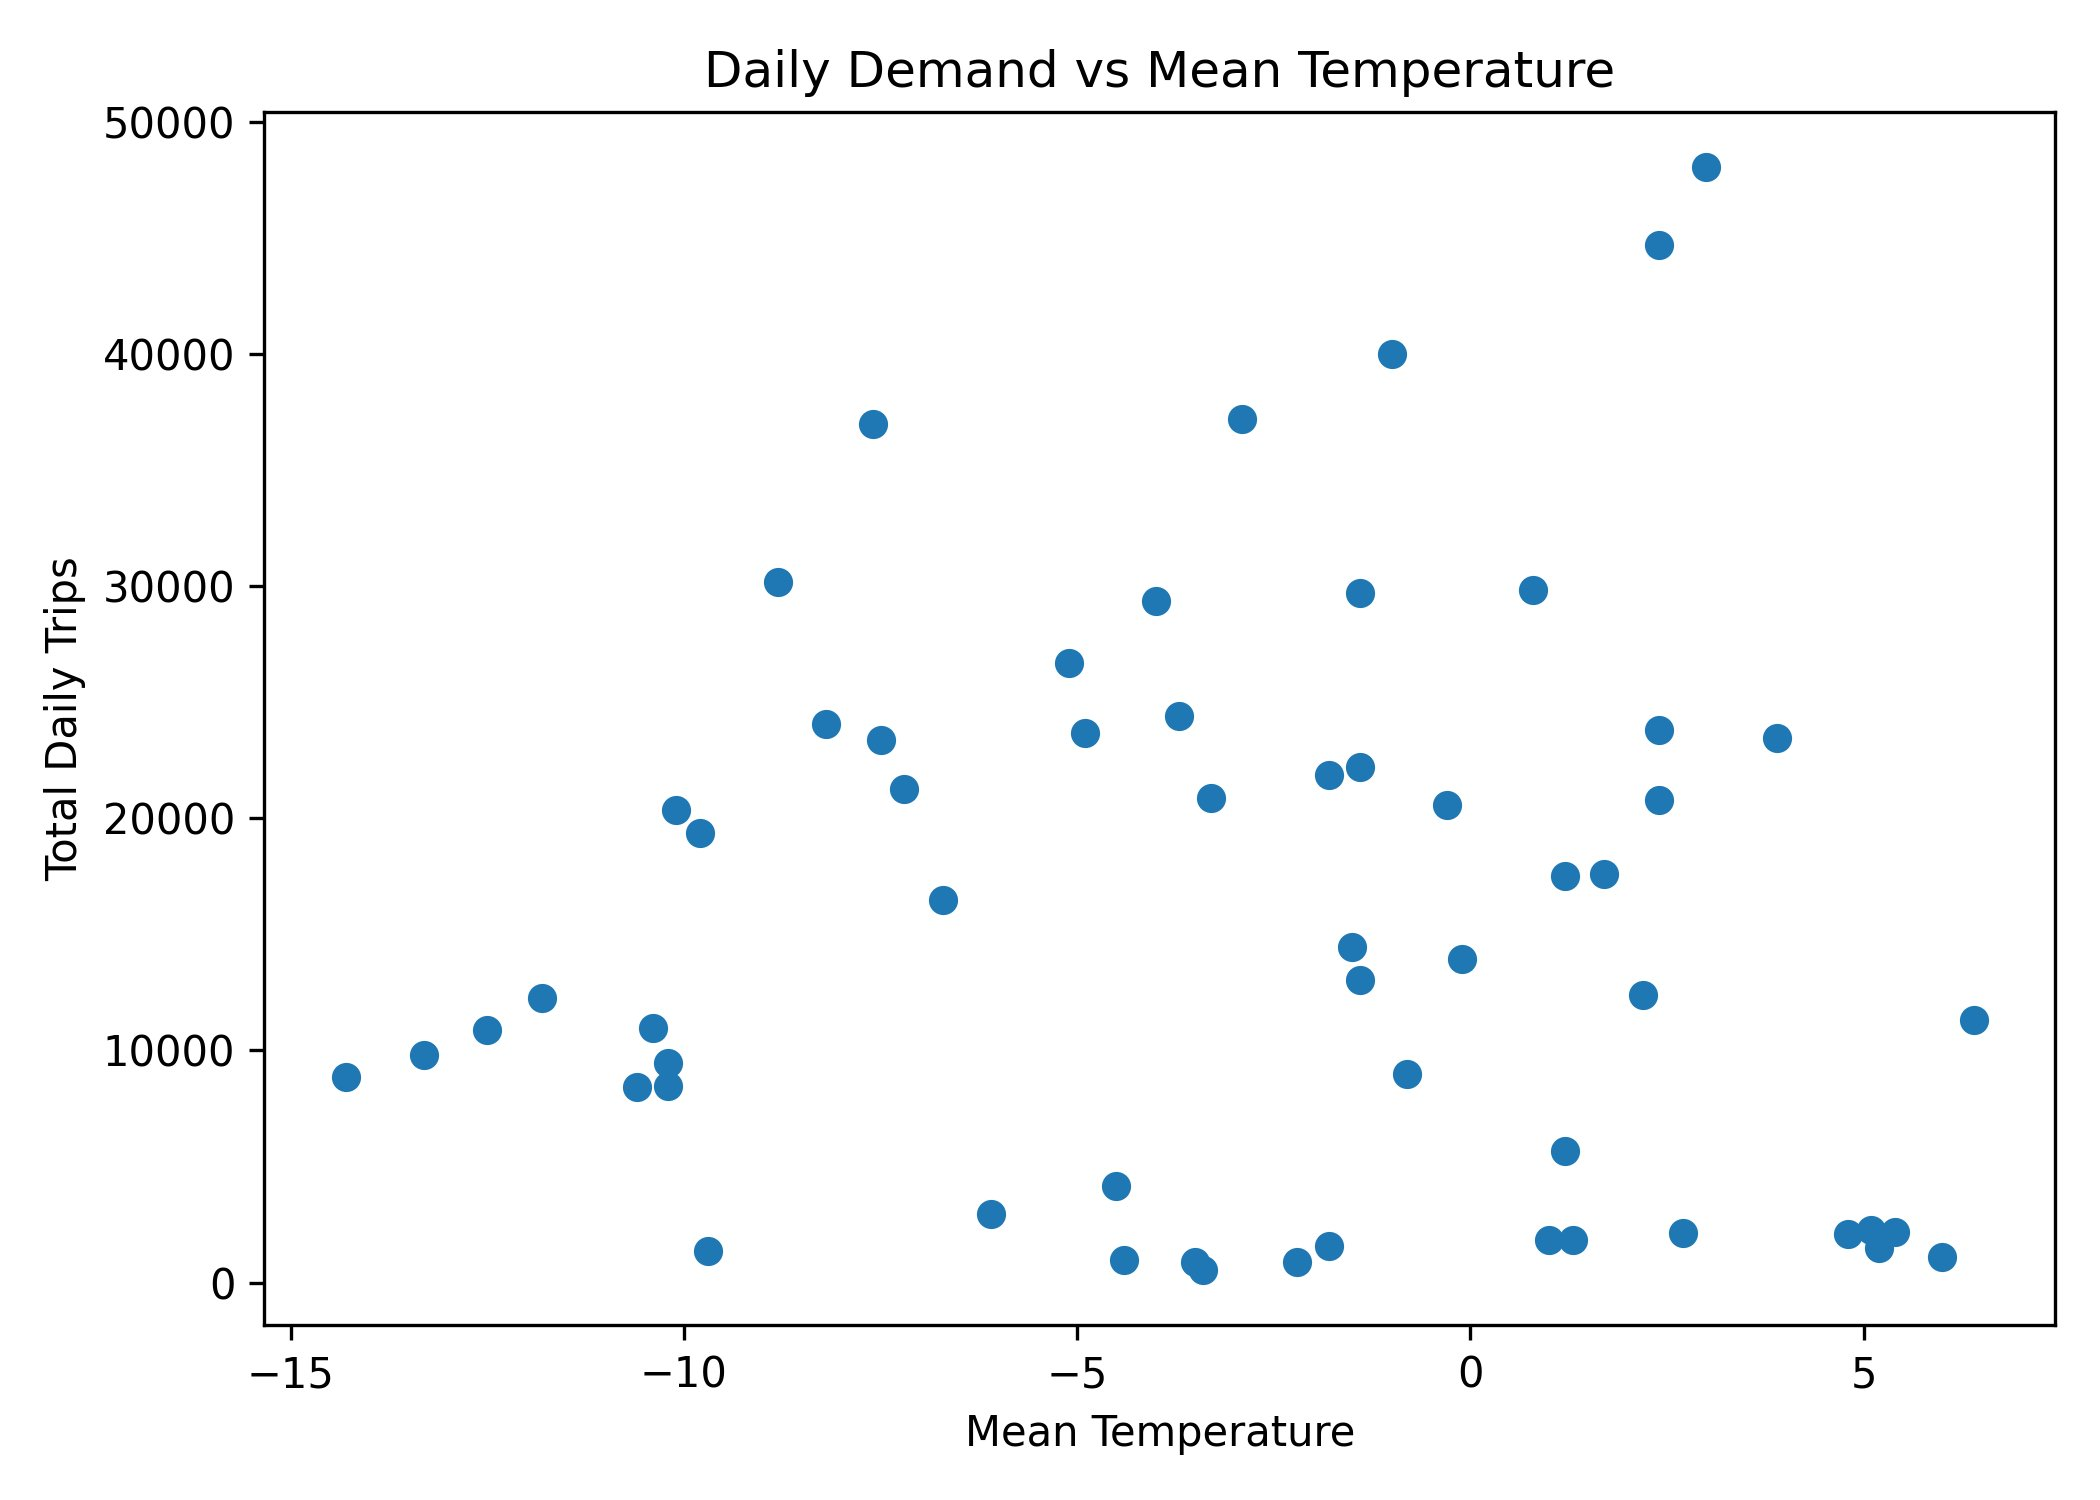 Daily Demand vs Mean Temperature
50000
40000
30000
20000
10000
0
Total Daily Trips
−15 −10 −5 0 5
Mean Temperature